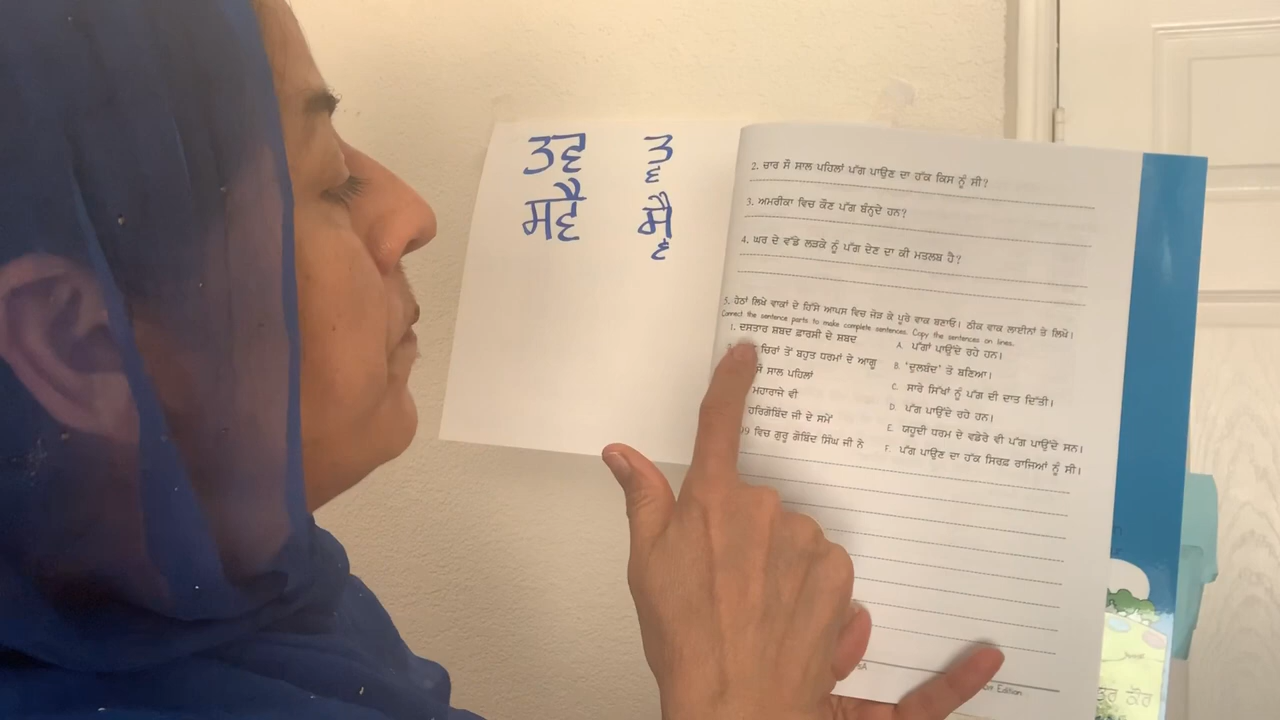 ਤਵ ਤ੍ਵ
ਸਵੈ ਸ੍ਵੈ
2. ਚਾਰ ਸੌ ਸਾਲ ਪਹਿਲਾਂ ਪੱਗ ਪਾਉਣ ਦਾ ਹੱਕ ਕਿਸ ਨੂੰ ਸੀ?
3. ਅਮਰੀਕਾ ਵਿਚ ਕੌਣ ਪੱਗ ਬੰਨ੍ਹਦੇ ਹਨ?
4. ਘਰ ਦੇ ਵੱਡੇ ਲੜਕੇ ਨੂੰ ਪੱਗ ਦੇਣ ਦਾ ਕੀ ਮਤਲਬ ਹੈ?
5. ਹੇਠਾਂ ਲਿਖੇ ਵਾਕਾਂ ਦੇ ਹਿੱਸੇ ਆਪਸ ਵਿਚ ਜੋੜ ਕੇ ਪੂਰੇ ਵਾਕ ਬਣਾਓ। ਠੀਕ ਵਾਕ ਲਾਈਨਾਂ ਤੇ ਲਿਖੋ।
Connect the sentence parts to make complete sentences. Copy the sentences on lines.
1. ਦਸਤਾਰ ਸ਼ਬਦ ਫ਼ਾਰਸੀ ਦੇ ਸ਼ਬਦ A. ਪੱਗਾਂ ਪਾਉਂਦੇ ਰਹੇ ਹਨ।
ਚਿਰਾਂ ਤੋਂ ਬਹੁਤ ਧਰਮਾਂ ਦੇ ਆਗੂ B. 'ਦੁਲਬੰਦ' ਤੋਂ ਬਣਿਆ।
ਸੌ ਸਾਲ ਪਹਿਲਾਂ C. ਸਾਰੇ ਸਿੱਖਾਂ ਨੂੰ ਪੱਗ ਦੀ ਦਾਤ ਦਿੱਤੀ।
ਮਹਾਰਾਜੇ ਵੀ D. ਪੱਗ ਪਾਉਂਦੇ ਰਹੇ ਹਨ।
ਹਰਿਗੋਬਿੰਦ ਜੀ ਦੇ ਸਮੇਂ E. ਯਹੂਦੀ ਧਰਮ ਦੇ ਵਡੇਰੇ ਵੀ ਪੱਗ ਪਾਉਂਦੇ ਸਨ।
ਵਿਚ ਗੁਰੂ ਗੋਬਿੰਦ ਸਿੰਘ ਜੀ ਨੇ F. ਪੱਗ ਪਾਉਣ ਦਾ ਹੱਕ ਸਿਰਫ਼ ਰਾਜਿਆਂ ਨੂੰ ਸੀ।
Edition
ਕੌਰ